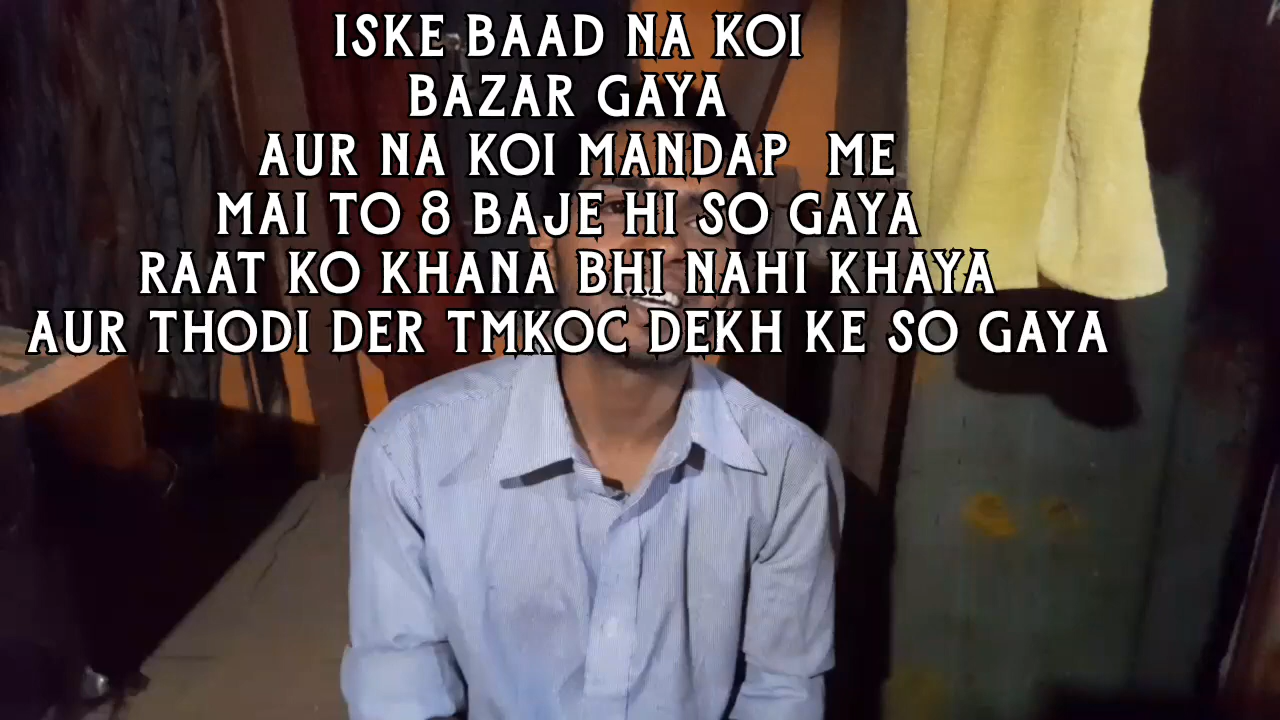 ISKE BAAD NA KOI
BAZAR GAYA
AUR NA KOI MANDAP ME
MAI TO 8 BAJE HI SO GAYA
RAAT KO KHANA BHI NAHI KHAYA
AUR THODI DER TMKOC DEKH KE SO GAYA